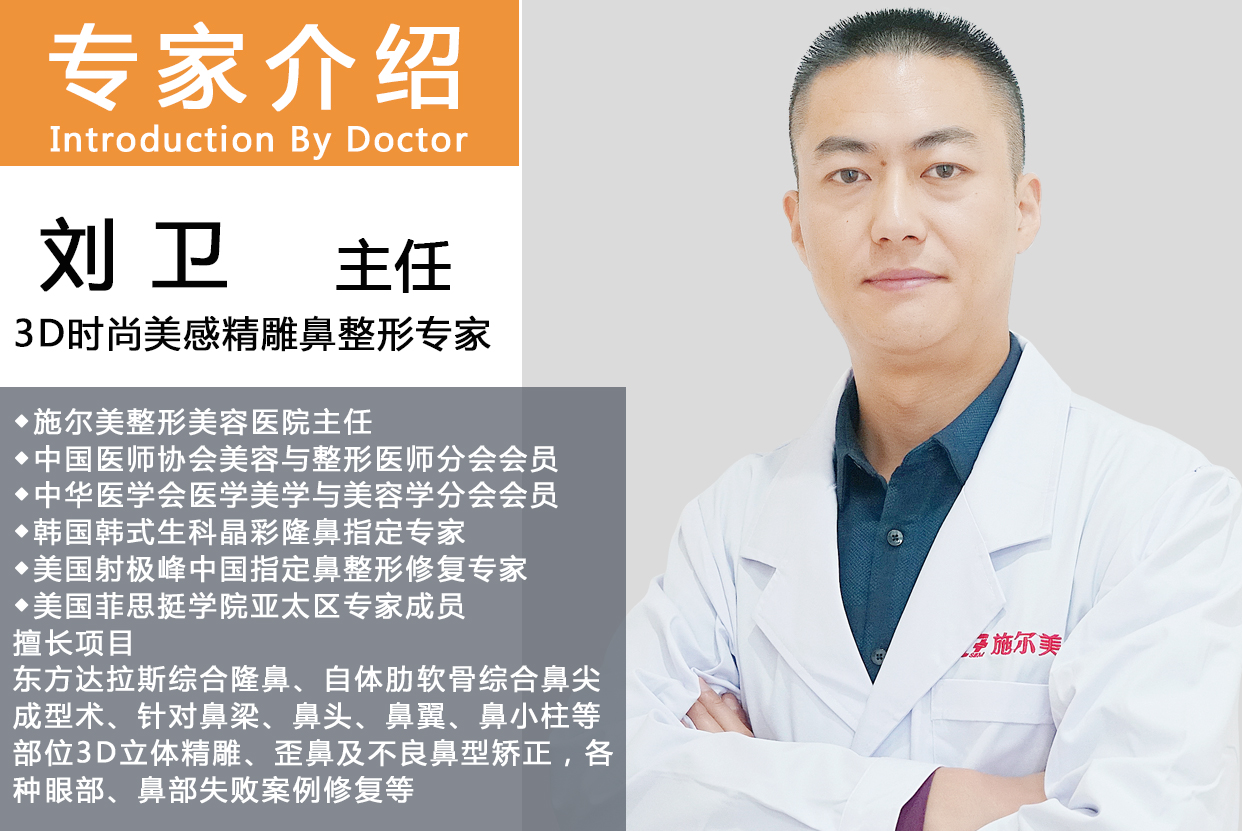 专家介绍
Introduction By Doctor
刘卫 主任
3D时尚美感精雕鼻整形专家
◆施尔美整形美容医院主任
◆中国医师协会美容与整形医师分会会员
◆中华医学会医学美学与美容学分会会员
◆韩国韩式生科晶彩隆鼻指定专家
◆美国射极峰中国指定鼻整形修复专家
◆美国菲思挺学院亚太区专家成员
擅长项目
东方达拉斯综合隆鼻、自体肋软骨综合鼻尖
成型术、针对鼻梁、鼻头、鼻翼、鼻小柱等
部位3D立体精雕、歪鼻及不良鼻型矫正，各
种眼部、鼻部失败案例修复等
施尔美